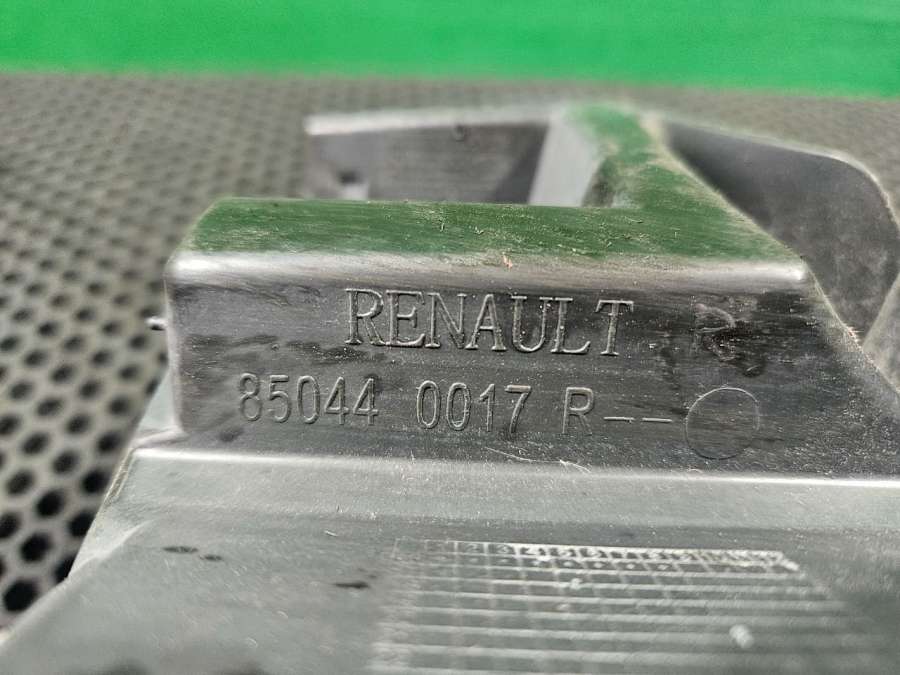 RENAULT
85044 0017 R--